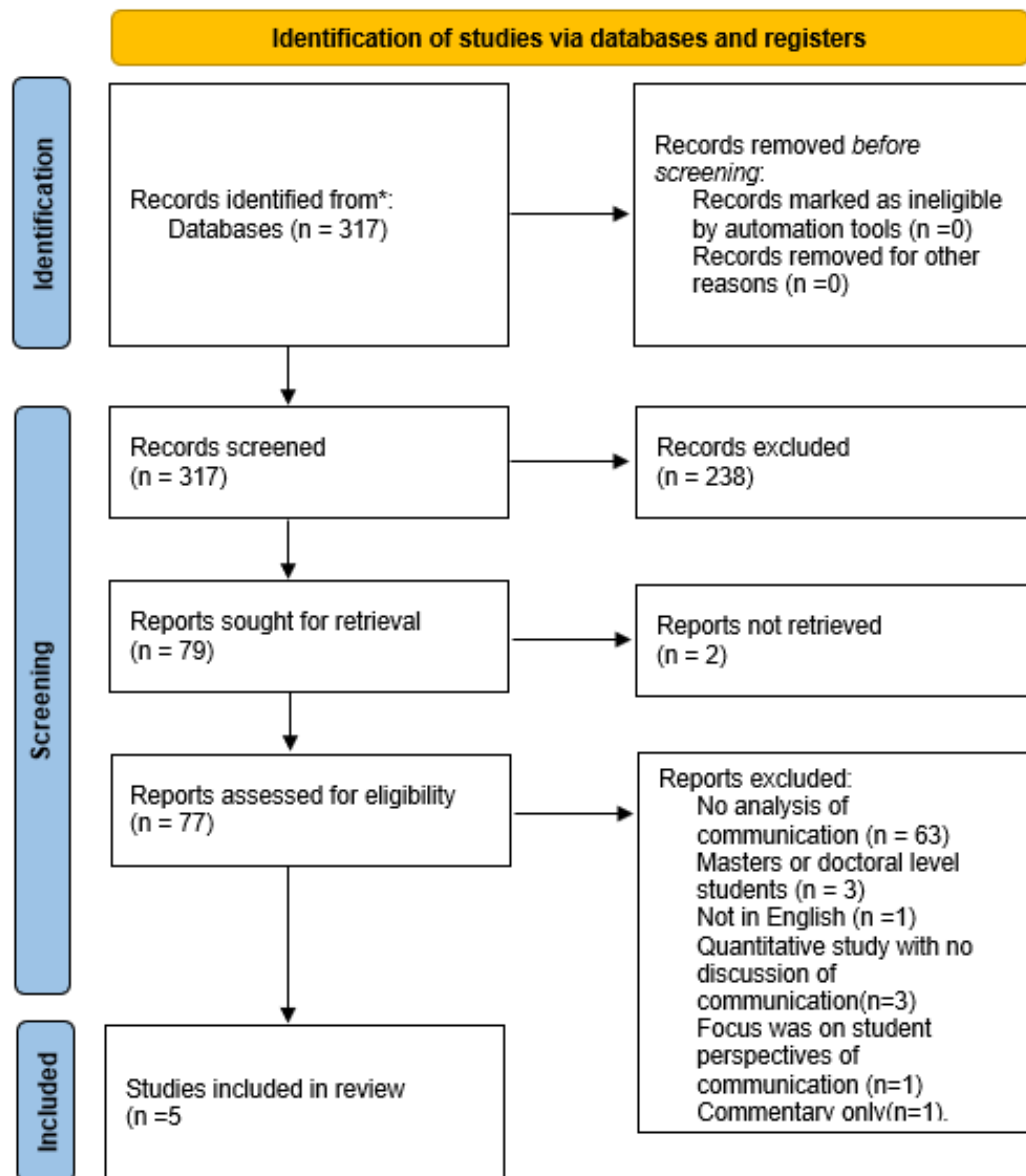 Identification of studies via databases and registers
Identification
Records identified from*:
Databases (n = 317)
Records removed before
screening:
Records marked as ineligible
by automation tools (n =0)
Records removed for other
reasons (n =0)
Screening
Records screened
(n = 317)
Records excluded
(n = 238)
Reports sought for retrieval
(n = 79)
Reports not retrieved
(n = 2)
Reports assessed for eligibility
(n = 77)
Reports excluded:
No analysis of
communication (n = 63)
Masters or doctoral level
students (n = 3)
Not in English (n =1)
Quantitative study with no
discussion of
communication(n=3)
Focus was on student
perspectives of
communication (n=1)
Commentary only(n=1).
Included
Studies included in review
(n =5